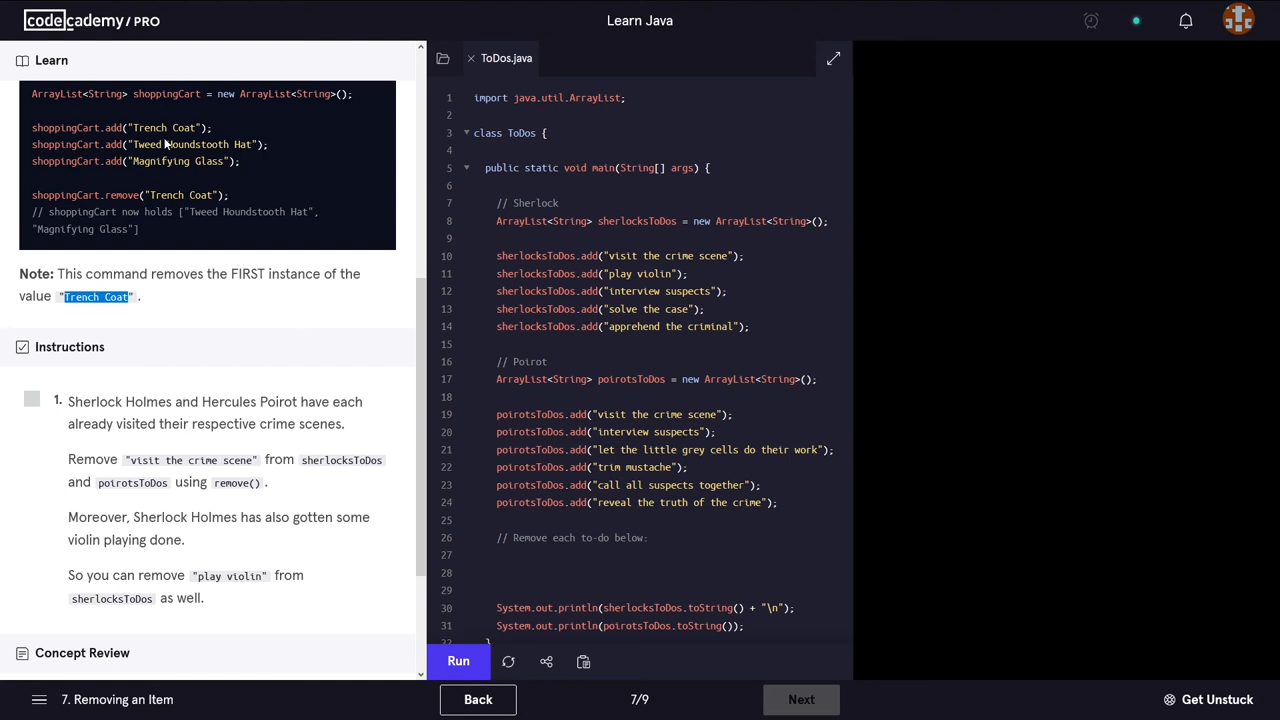 codecademy/PRO
Learn Java
Learn
ArrayList<String> shoppingCart = new ArrayList<String>();
shoppingCart.add("Trench Coat");
shoppingCart.add("Tweed Houndstooth Hat");
shoppingCart.add("Magnifying Glass");
shoppingCart.remove("Trench Coat");
// shoppingCart now holds ["Tweed Houndstooth Hat",
"Magnifying Glass"]
Note: This command removes the FIRST instance of the
value "Trench Coat".
Instructions
1. Sherlock Holmes and Hercules Poirot have each
already visited their respective crime scenes.
Remove "visit the crime scene" from sherlocksToDos
and poirotsToDos using remove().
Moreover, Sherlock Holmes has also gotten some
violin playing done.
So you can remove "play violin" from
sherlocksToDos as well.
Concept Review
ToDos.java
1 import java.util.ArrayList;
2
3 class ToDos {
4
5 public static void main(String[] args) {
6
7 // Sherlock
8 ArrayList<String> sherlocksToDos = new ArrayList<String>();
9
10 sherlocksToDos.add("visit the crime scene");
11 sherlocksToDos.add("play violin");
12 sherlocksToDos.add("interview suspects");
13 sherlocksToDos.add("solve the case");
14 sherlocksToDos.add("apprehend the criminal");
15
16 // Poirot
17 ArrayList<String> poirotsToDos = new ArrayList<String>();
18
19 poirotsToDos.add("visit the crime scene");
20 poirotsToDos.add("interview suspects");
21 poirotsToDos.add("let the little grey cells do their work");
22 poirotsToDos.add("trim mustache");
23 poirotsToDos.add("call all suspects together");
24 poirotsToDos.add("reveal the truth of the crime");
25
26 // Remove each to-do below:
27
28
29
30 System.out.println(sherlocksToDos.toString() + "\n");
31 System.out.println(poirotsToDos.toString());
32 }
Run
7. Removing an Item
Back
7/9
Next
Get Unstuck